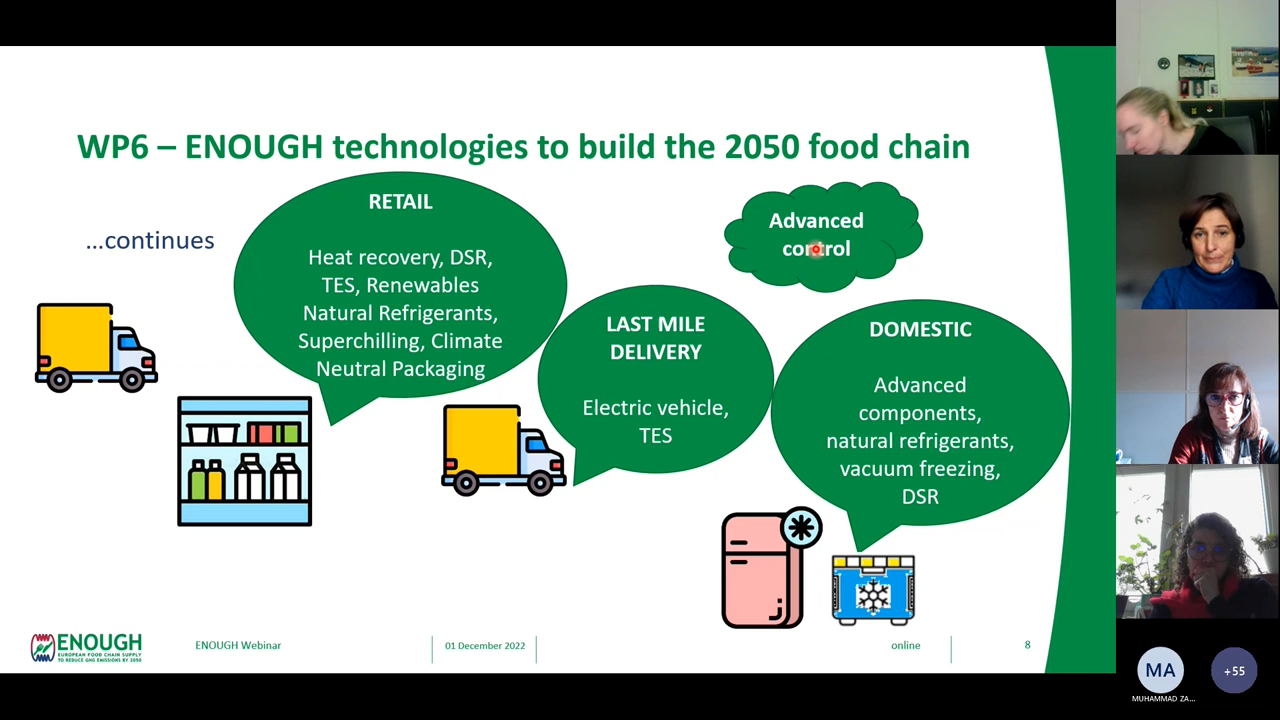 WP6 – ENOUGH technologies to build the 2050 food chain
…continues
RETAIL
Heat recovery, DSR,
TES, Renewables
Natural Refrigerants,
Superchilling, Climate
Neutral Packaging
Advanced
control
LAST MILE
DELIVERY
Electric vehicle,
TES
DOMESTIC
Advanced
components,
natural refrigerants,
vacuum freezing,
DSR
ENOUGH
EUROPEAN FOOD CHAIN SUPPLY
TO REDUCE GHG EMISSIONS BY 2050
ENOUGH Webinar
01 December 2022
online
8
MA
MUHAMMAD ZA...
+55